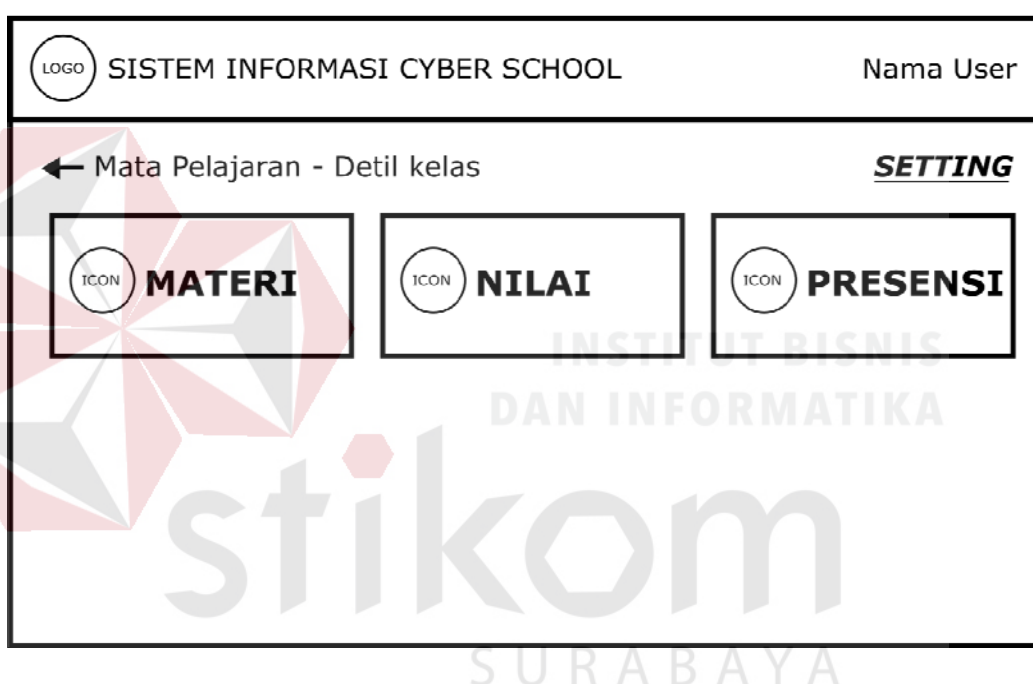 LOGO SISTEM INFORMASI CYBER SCHOOL Nama User
Mata Pelajaran - Detil kelas SETTING
ICON MATERI ICON NILAI ICON PRESENSI
INSTITUT BISNIS
DAN INFORMATIKA
stikom
SURABAYA